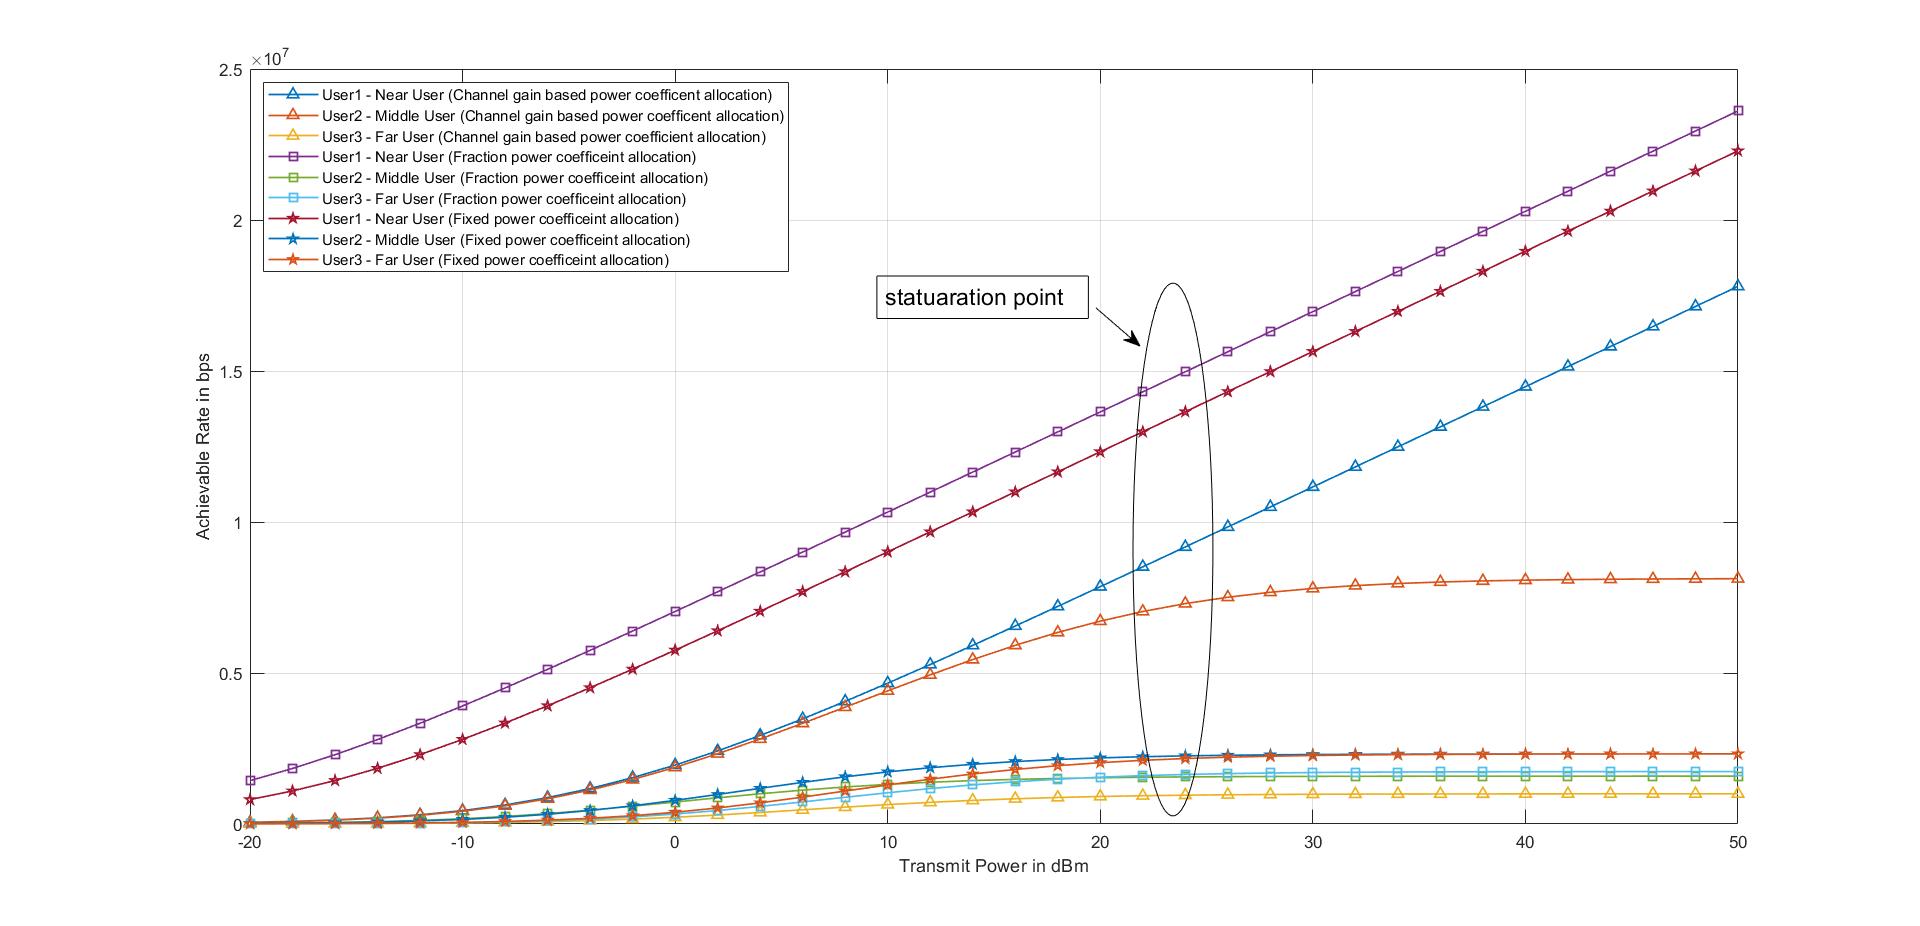 ×10⁷
2.5
2
1.5
1
0.5
0
User1 - Near User (Channel gain based power coefficent allocation)
User2 - Middle User (Channel gain based power coefficent allocation)
User3 - Far User (Channel gain based power coefficient allocation)
User1 - Near User (Fraction power coefficeint allocation)
User2 - Middle User (Fraction power coefficeint allocation)
User3 - Far User (Fraction power coefficeint allocation)
User1 - Near User (Fixed power coefficeint allocation)
User2 - Middle User (Fixed power coefficeint allocation)
User3 - Far User (Fixed power coefficeint allocation)
statuaration point
Achievable Rate in bps
-20 -10 0 10 20 30 40 50
Transmit Power in dBm